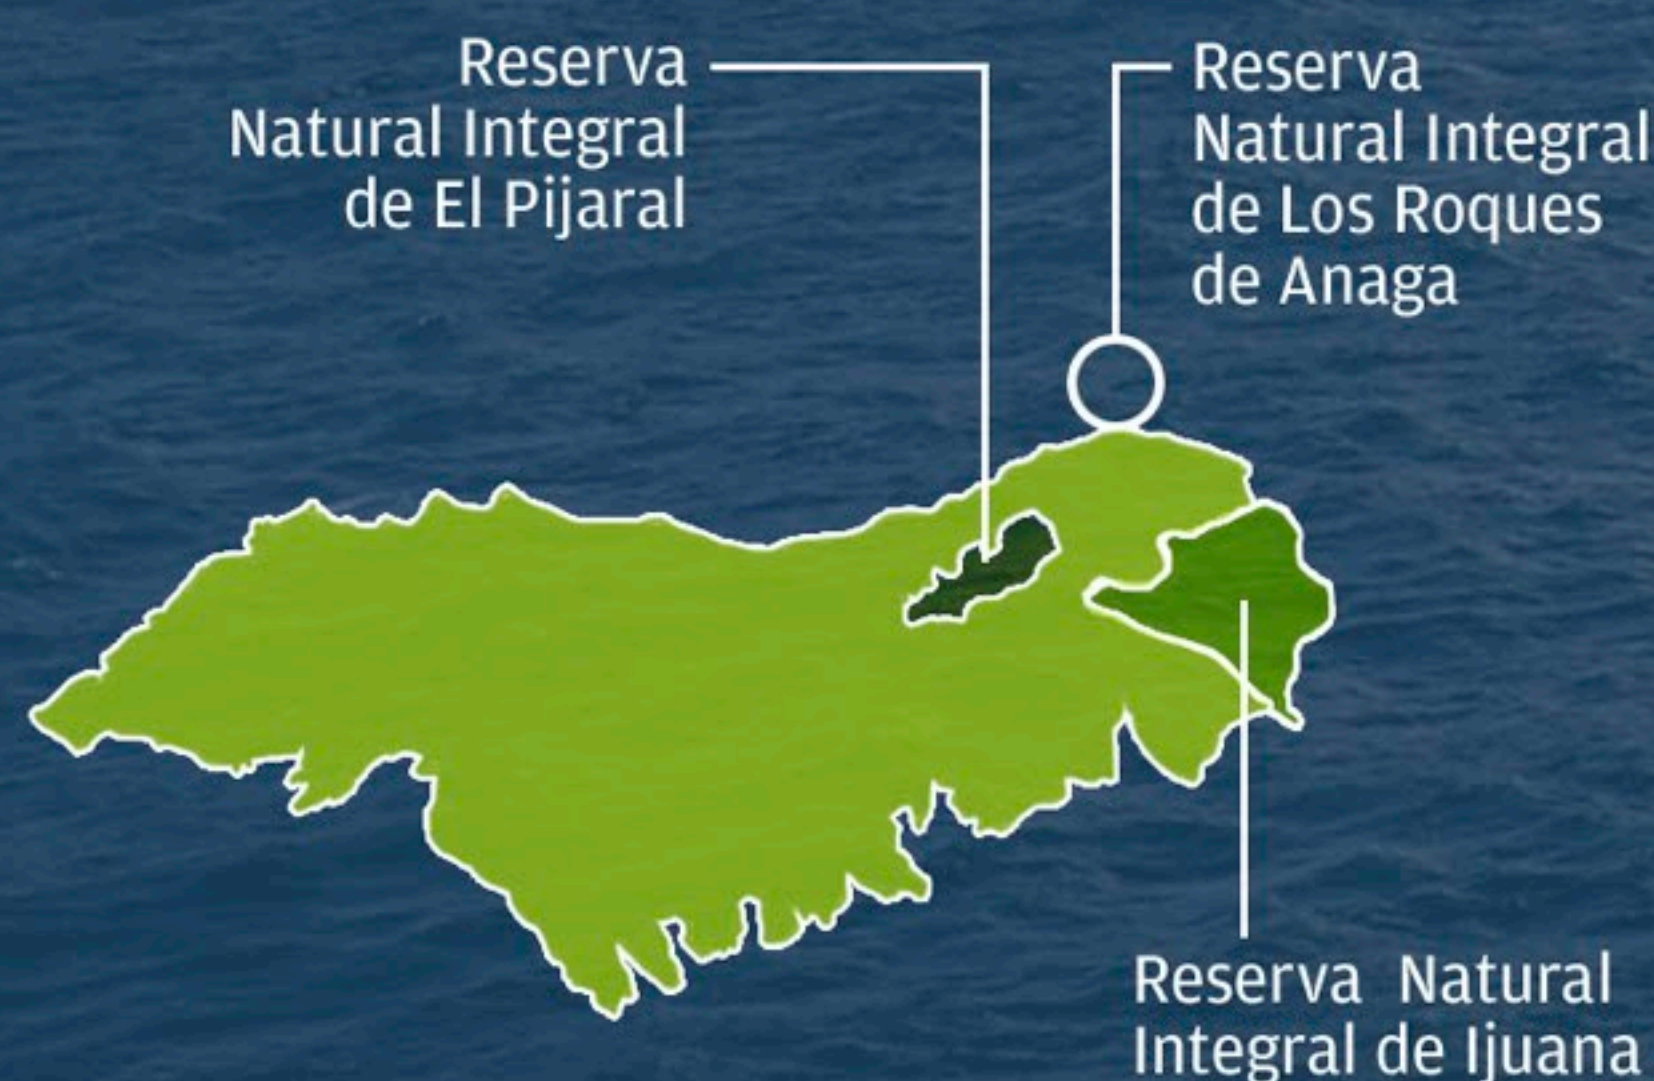 Reserva
Natural Integral
de El Pijaral
Reserva
Natural Integral
de Los Roques
de Anaga
Reserva Natural
Integral de Ijuana